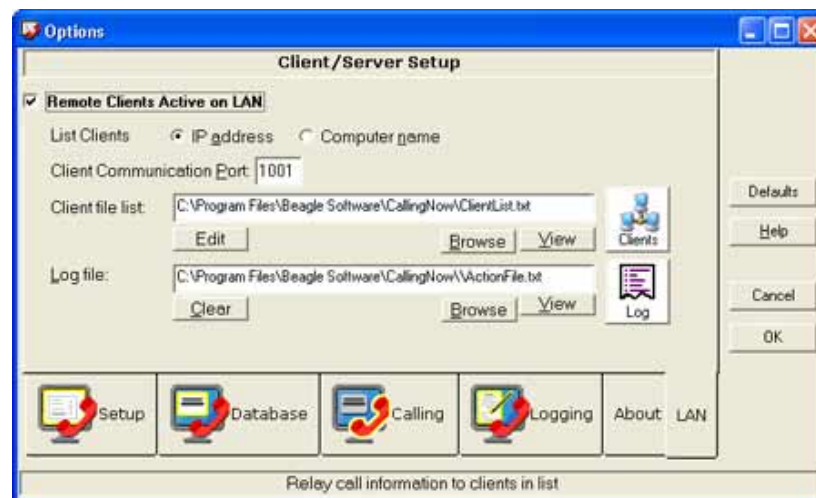 Options
Client/Server Setup
Remote Clients Active on LAN
List Clients IP address Computer name
Client Communication Port: 1001
Client file list: C:\Program Files\Beagle Software\CallingNow\ClientList.txt
Edit Browse View Clients
Log file: C:\Program Files\Beagle Software\CallingNow\\ActionFile.txt
Clear Browse View Log
Defaults
Help
Cancel
OK
Setup Database Calling Logging About LAN
Relay call information to clients in list